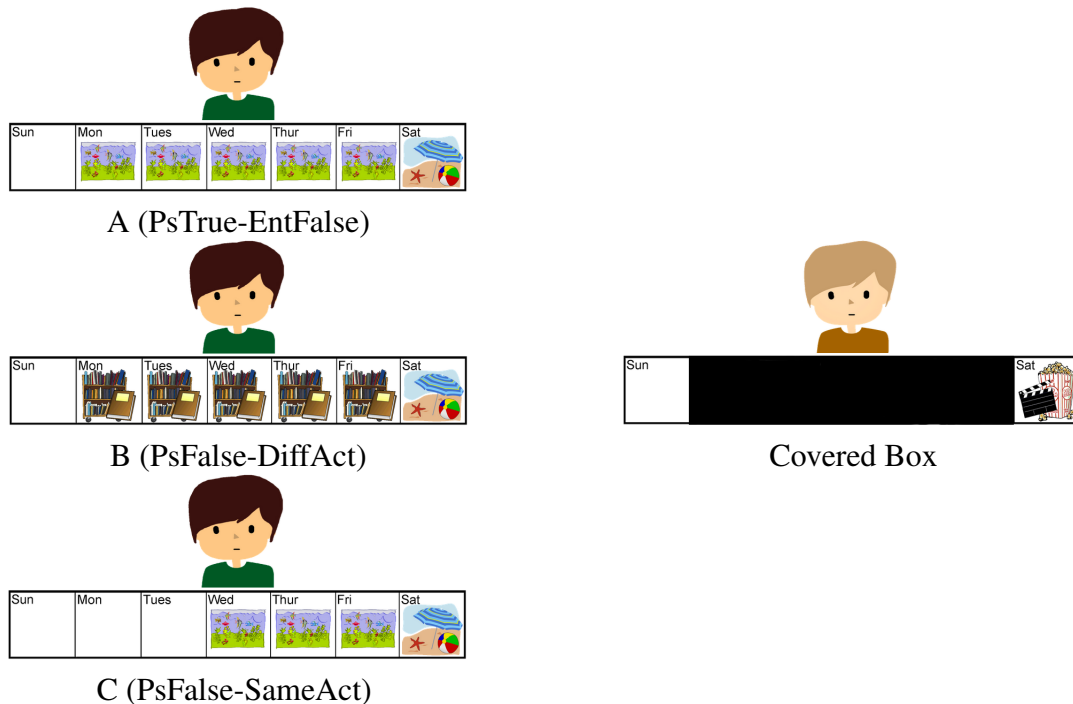 Sun Mon Tues Wed Thur Fri Sat
A (PsTrue-EntFalse)
Sun Mon Tues Wed Thur Fri Sat
B (PsFalse-DiffAct)
Sun Sat
Covered Box
Sun Mon Tues Wed Thur Fri Sat
C (PsFalse-SameAct)